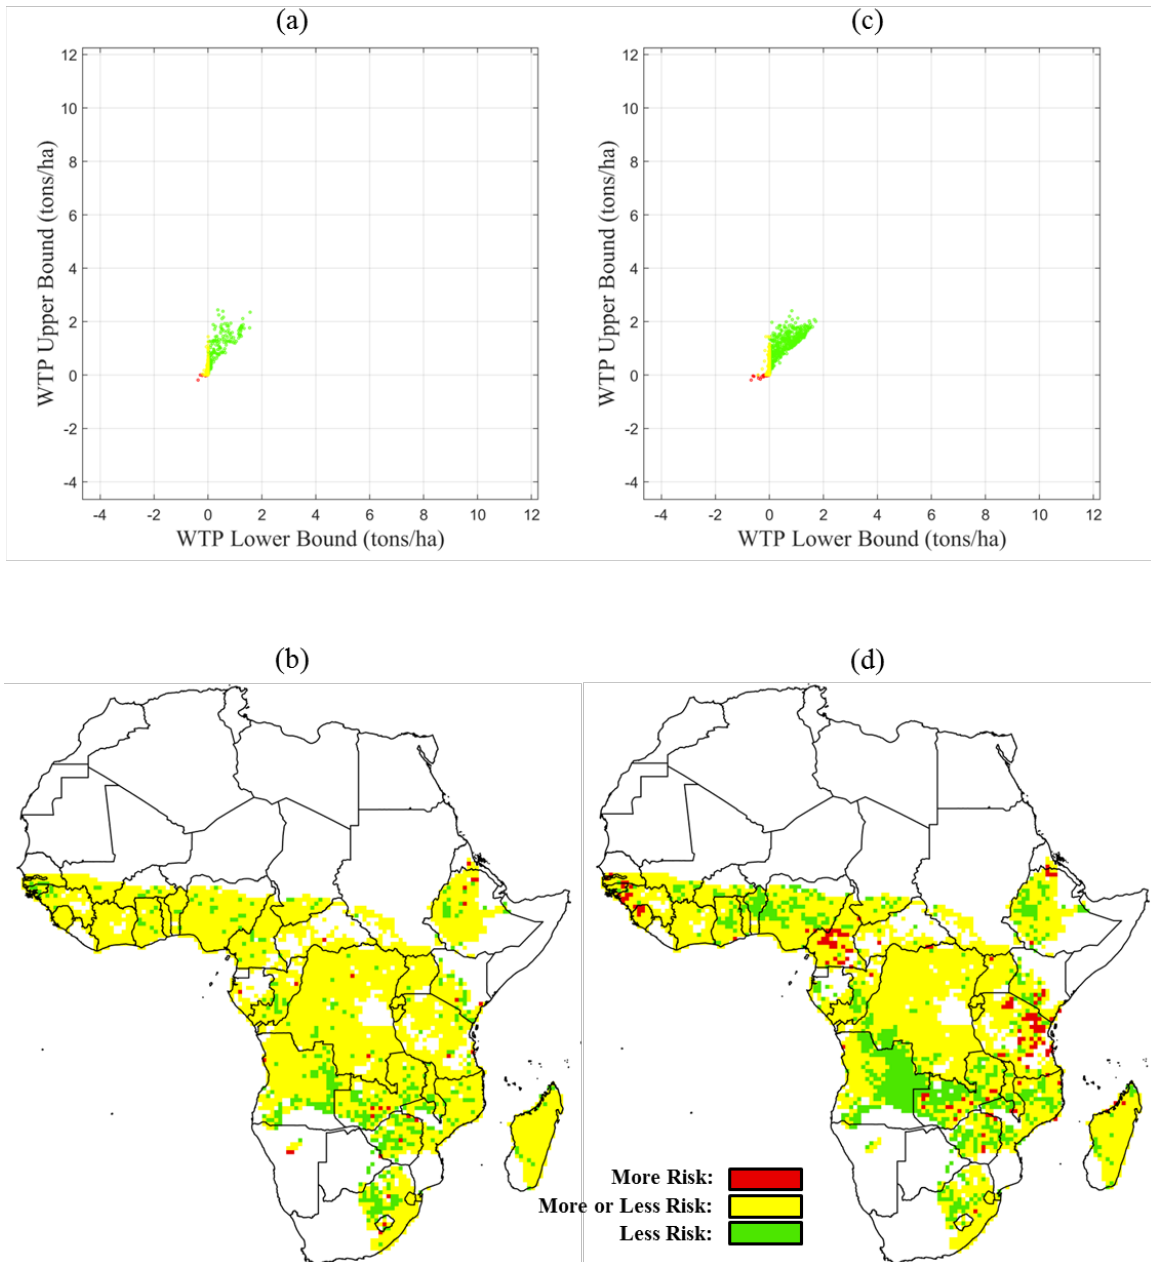 (a)
(c)
12
10
8
6
4
2
0
-2
-4
WTP Upper Bound (tons/ha)
-4 -2 0 2 4 6 8 10 12
WTP Lower Bound (tons/ha)
12
10
8
6
4
2
0
-2
-4
WTP Upper Bound (tons/ha)
-4 -2 0 2 4 6 8 10 12
WTP Lower Bound (tons/ha)
(b)
(d)
More Risk:
More or Less Risk:
Less Risk: